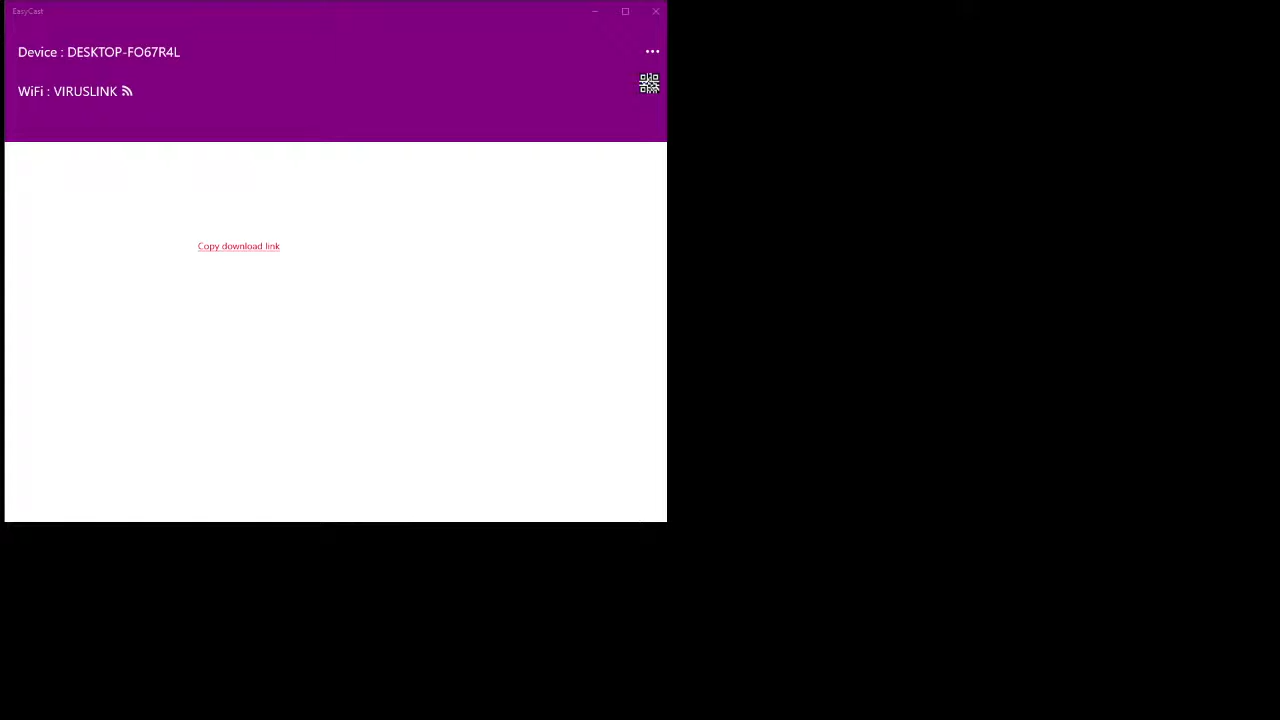 EasyCast
Device : DESKTOP-FO67R4L
WiFi : VIRUSLINK
Copy download link